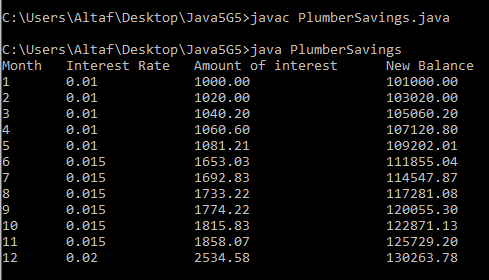 C:\Users\Altaf\Desktop\Java5G5>javac PlumberSavings.java
C:\Users\Altaf\Desktop\Java5G5>java PlumberSavings
Month Interest Rate Amount of interest New Balance
1 0.01 1000.00 101000.00
2 0.01 1020.00 103020.00
3 0.01 1040.20 105060.20
4 0.01 1060.60 107120.80
5 0.01 1081.21 109202.01
6 0.015 1653.03 111855.04
7 0.015 1692.83 114547.87
8 0.015 1733.22 117281.08
9 0.015 1774.22 120055.30
10 0.015 1815.83 122871.13
11 0.015 1858.07 125729.20
12 0.02 2534.58 130263.78